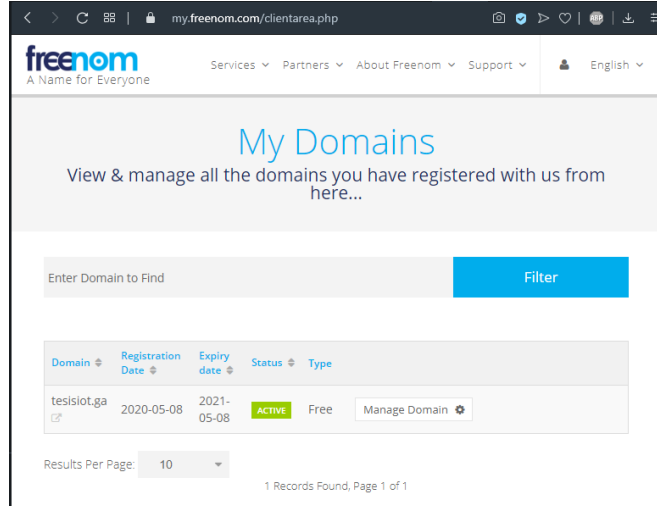 my.freenom.com/clientarea.php
ABP
freenom
A Name for Everyone
Services Partners About Freenom Support English
My Domains
View & manage all the domains you have registered with us from
here...
Enter Domain to Find
Filter
Domain Registration Date Expiry date Status Type
tesisiot.ga 2020-05-08 2021-05-08 ACTIVE Free Manage Domain
Results Per Page: 10
1 Records Found, Page 1 of 1